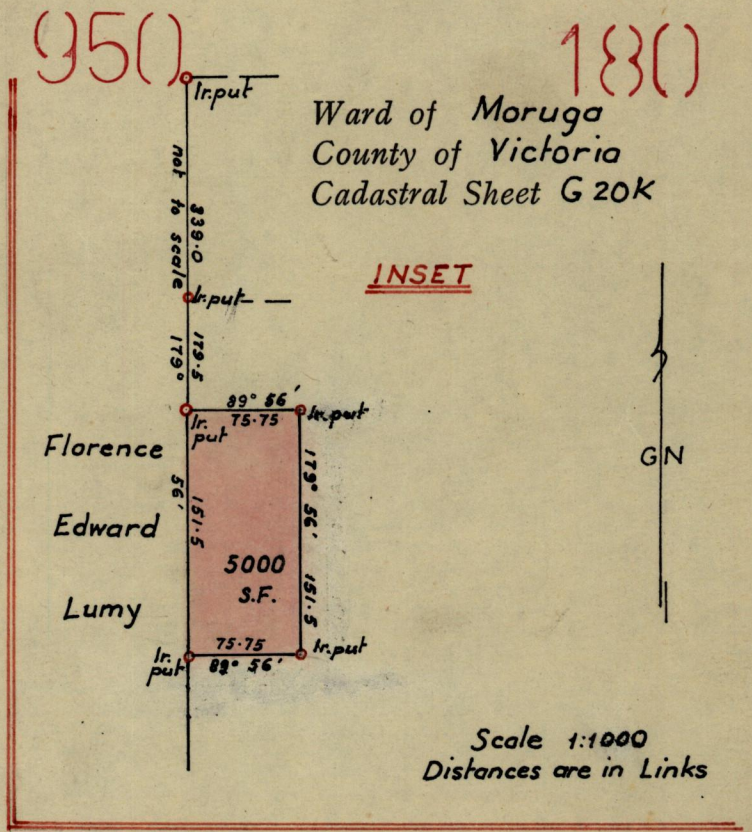 950
180
Ir.put
Ward of Moruga
County of Victoria
Cadastral Sheet G 20K
not to scale
839.0
INSET
Ir.put
179.5
179°
89° 56'
75.75
Ir.put
Ir.
put
Florence
Edward
Lumy
56'
151.5
179° 56'
151.5
5000
S.F.
GN
75.75
89° 56'
Ir.
put
Ir.put
Scale 1:1000
Distances are in Links